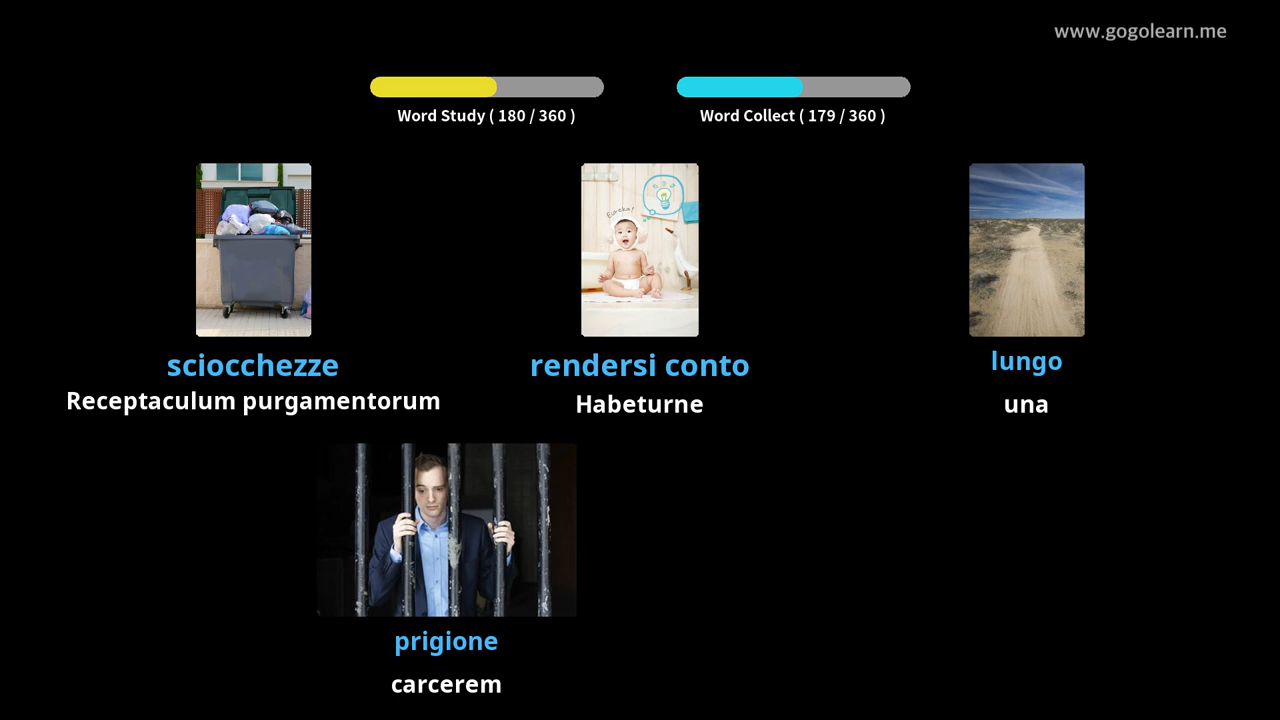 www.gogolearn.me
Word Study ( 180 / 360 )
Word Collect ( 179 / 360 )
Eureka!
sciocchezze
Receptaculum purgamentorum
rendersi conto
Habeturne
lungo
una
prigione
carcerem